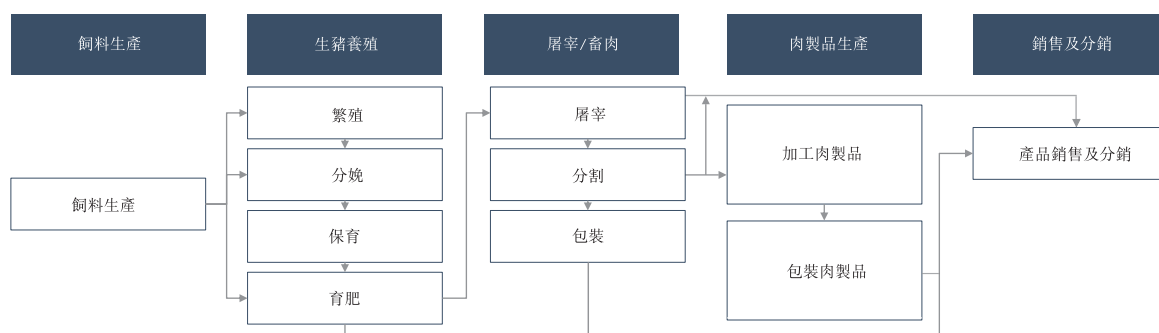 飼料生產
生豬養殖
屠宰/畜肉
肉製品生產
銷售及分銷
飼料生產
繁殖
分娩
保育
育肥
屠宰
分割
包裝
加工肉製品
包裝肉製品
產品銷售及分銷